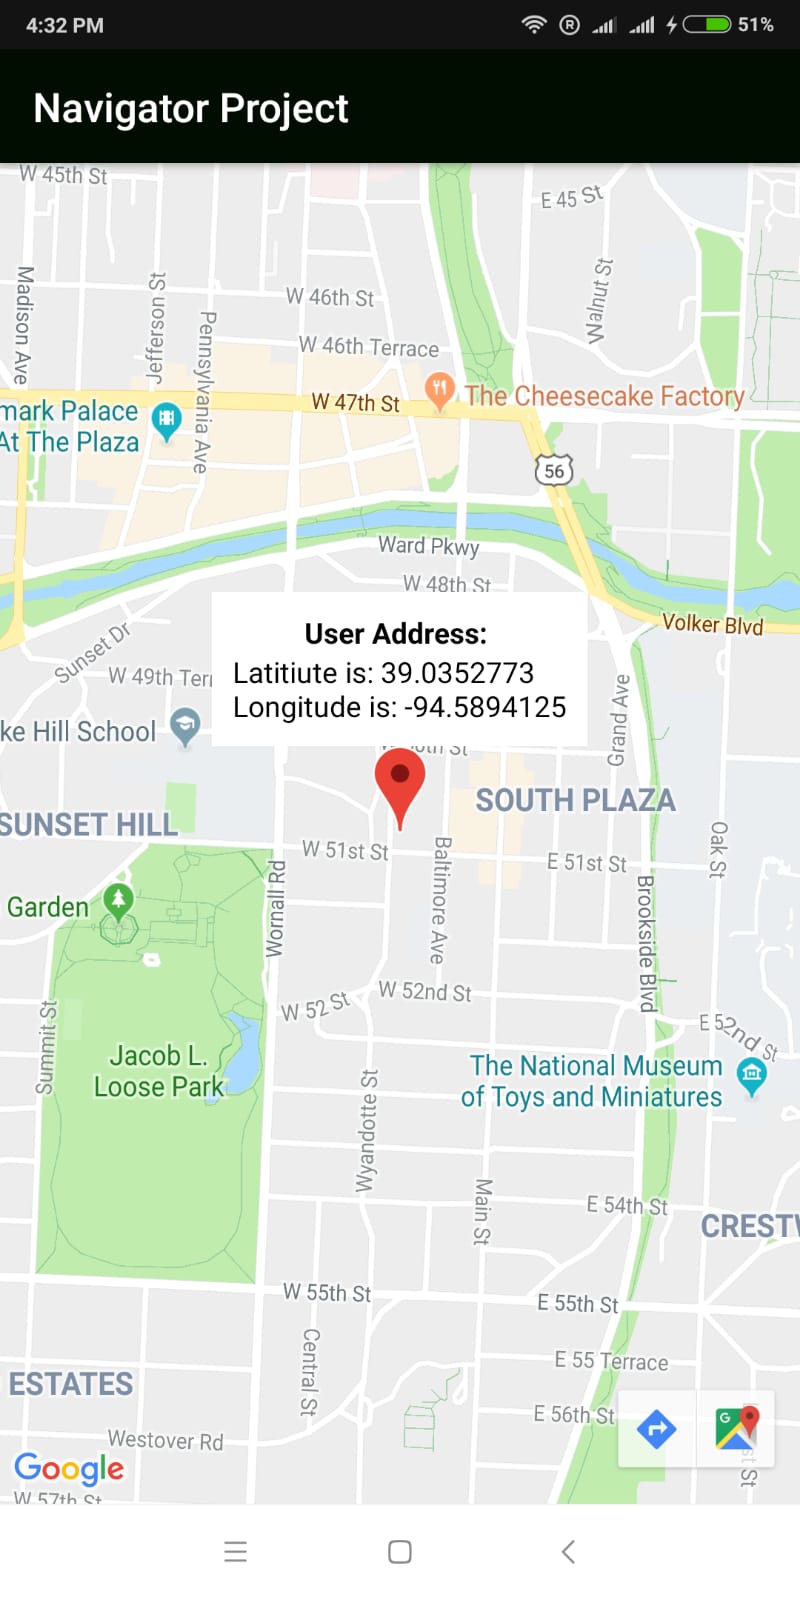 4:32 PM
R
51%
Navigator Project
W 45th St
E 45 St
Madison Ave
Jefferson St
Pennsylvania Ave
Walnut St
W 46th St
W 46th Terrace
W 47th St
The Cheesecake Factory
mark Palace
At The Plaza
56
Ward Pkwy
W 48th St
Volker Blvd
Sunset Dr
W 49th Terr
User Address:
Latitiute is: 39.0352773
Longitude is: -94.5894125
Grand Ave
ke Hill School
SOUTH PLAZA
SUNSET HILL
W 51st St
E 51st St
Oak St
Baltimore Ave
Wornall Rd
Garden
Brookside Blvd
W 52nd St
W 52 St
E 52nd St
Summit St
Jacob L.
Loose Park
The National Museum
of Toys and Miniatures
Wyandotte St
Main St
E 54th St
CREST
W 55th St
E 55th St
Central St
E 55 Terrace
ESTATES
E 56th St
Westover Rd
G
Google
st St
W 57th St